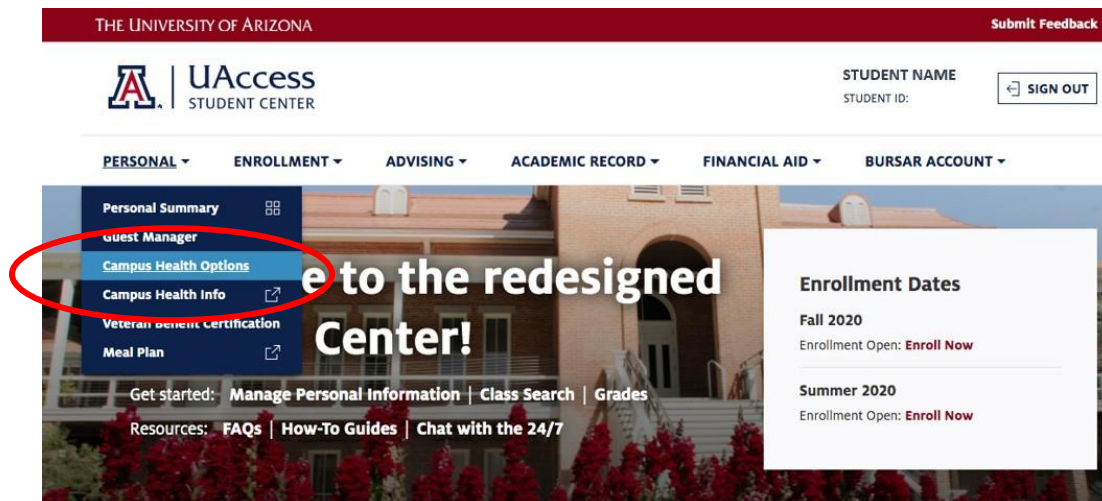 THE UNIVERSITY OF ARIZONA
Submit Feedback
A
UAccess
STUDENT CENTER
STUDENT NAME
STUDENT ID:
SIGN OUT
PERSONAL
ENROLLMENT
ADVISING
ACADEMIC RECORD
FINANCIAL AID
BURSAR ACCOUNT
Personal Summary
Guest Manager
Campus Health Options
Campus Health Info
Veteran Benefit Certification
Meal Plan
e to the redesigned
Center!
Get started: Manage Personal Information | Class Search | Grades
Resources: FAQs | How-To Guides | Chat with the 24/7
Enrollment Dates
Fall 2020
Enrollment Open: Enroll Now
Summer 2020
Enrollment Open: Enroll Now